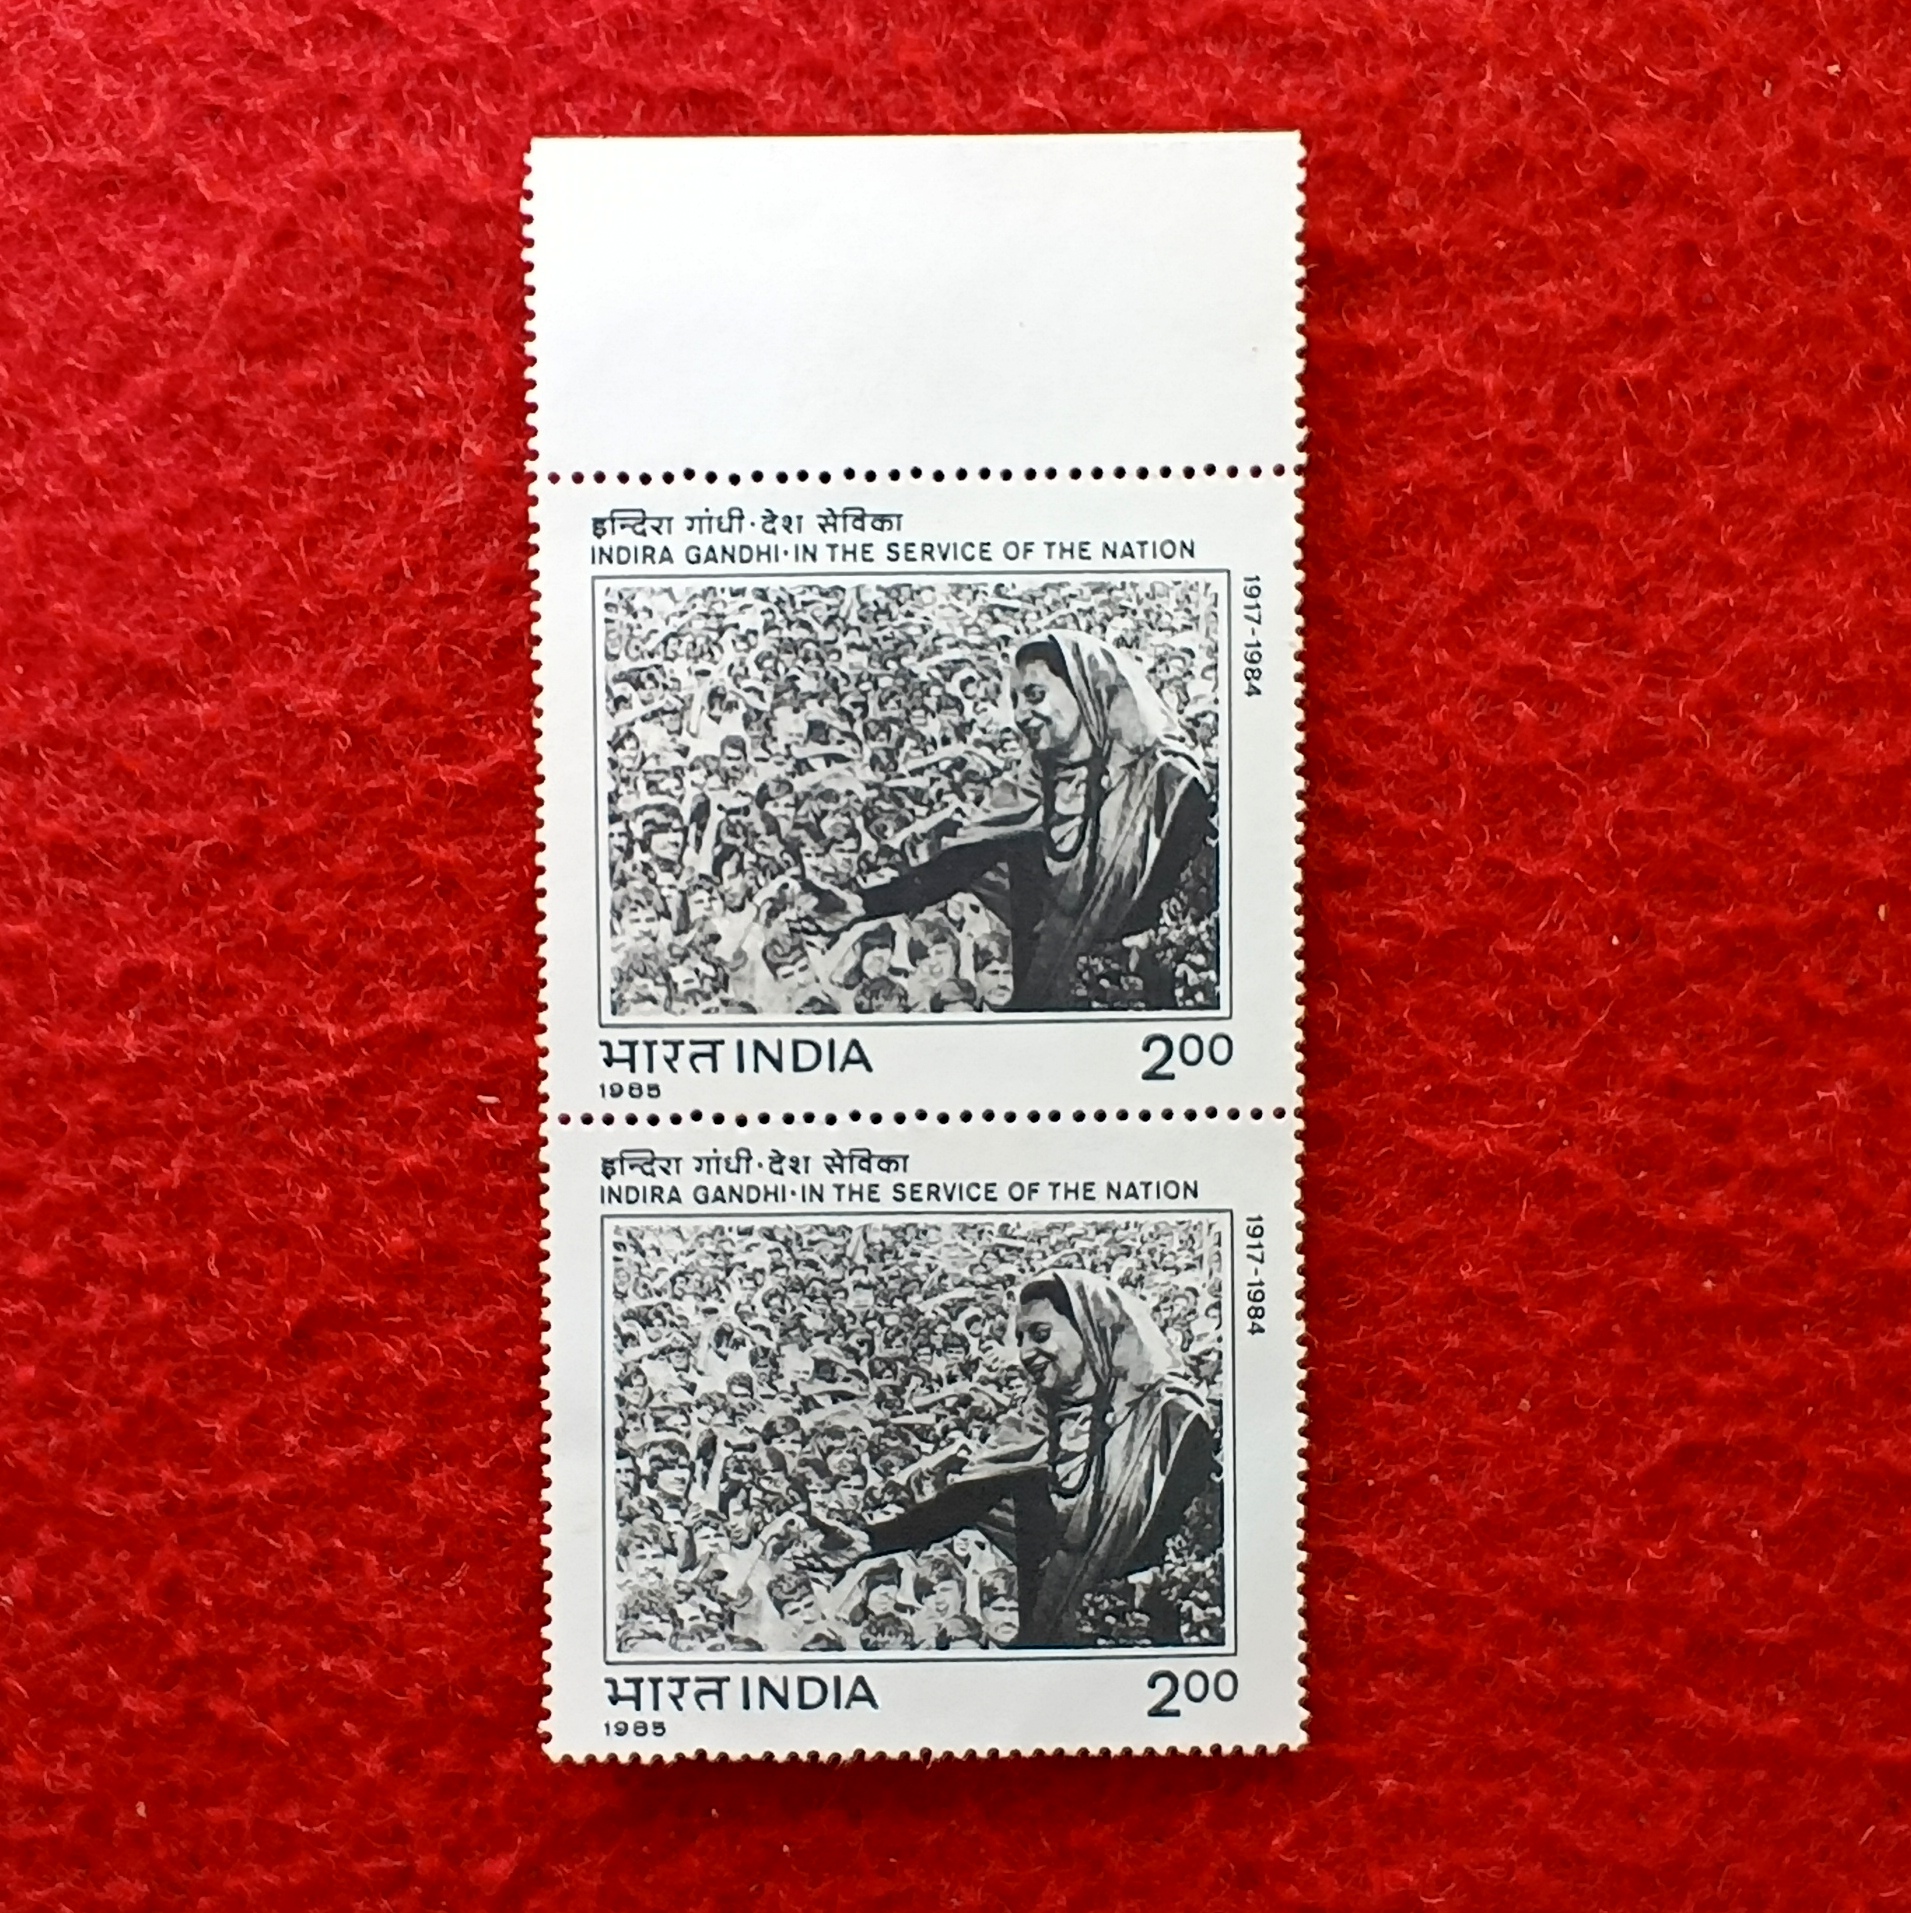 इन्दिरा गांधी·देश सेविका
INDIRA GANDHI·IN THE SERVICE OF THE NATION
1917-1984
भारत INDIA 2.00
1985
इन्दिरा गांधी·देश सेविका
INDIRA GANDHI·IN THE SERVICE OF THE NATION
1917-1984
भारत INDIA 2.00
1985